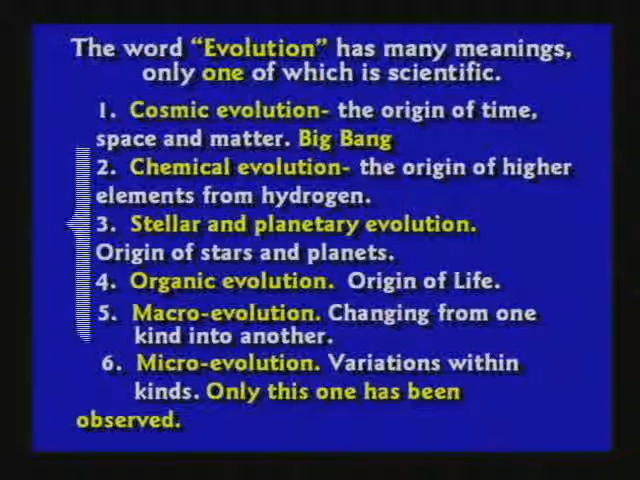 The word “Evolution” has many meanings,
only one of which is scientific.
1. Cosmic evolution- the origin of time,
space and matter. Big Bang
2. Chemical evolution- the origin of higher
elements from hydrogen.
3. Stellar and planetary evolution.
Origin of stars and planets.
4. Organic evolution. Origin of Life.
5. Macro-evolution. Changing from one
kind into another.
6. Micro-evolution. Variations within
kinds. Only this one has been
observed.